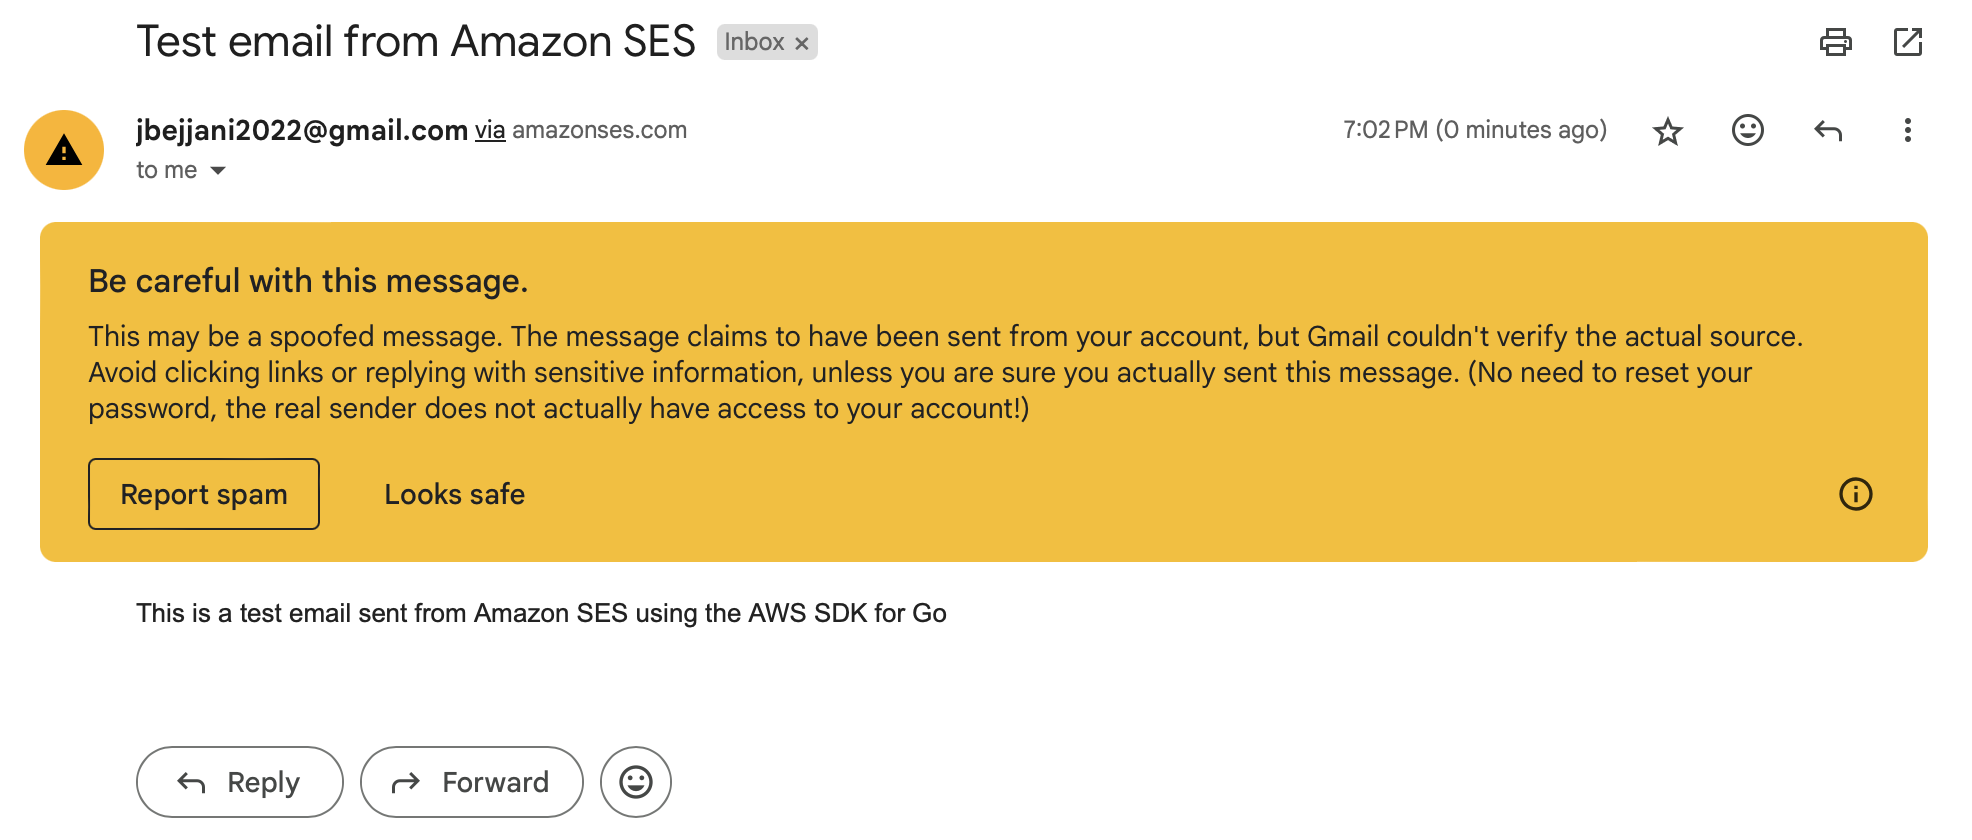 Test email from Amazon SES Inbox ×
jbejjani2022@gmail.com via amazonses.com 7:02 PM (0 minutes ago)
to me
Be careful with this message.
This may be a spoofed message. The message claims to have been sent from your account, but Gmail couldn't verify the actual source.
Avoid clicking links or replying with sensitive information, unless you are sure you actually sent this message. (No need to reset your
password, the real sender does not actually have access to your account!)
Report spam Looks safe
This is a test email sent from Amazon SES using the AWS SDK for Go
Reply Forward